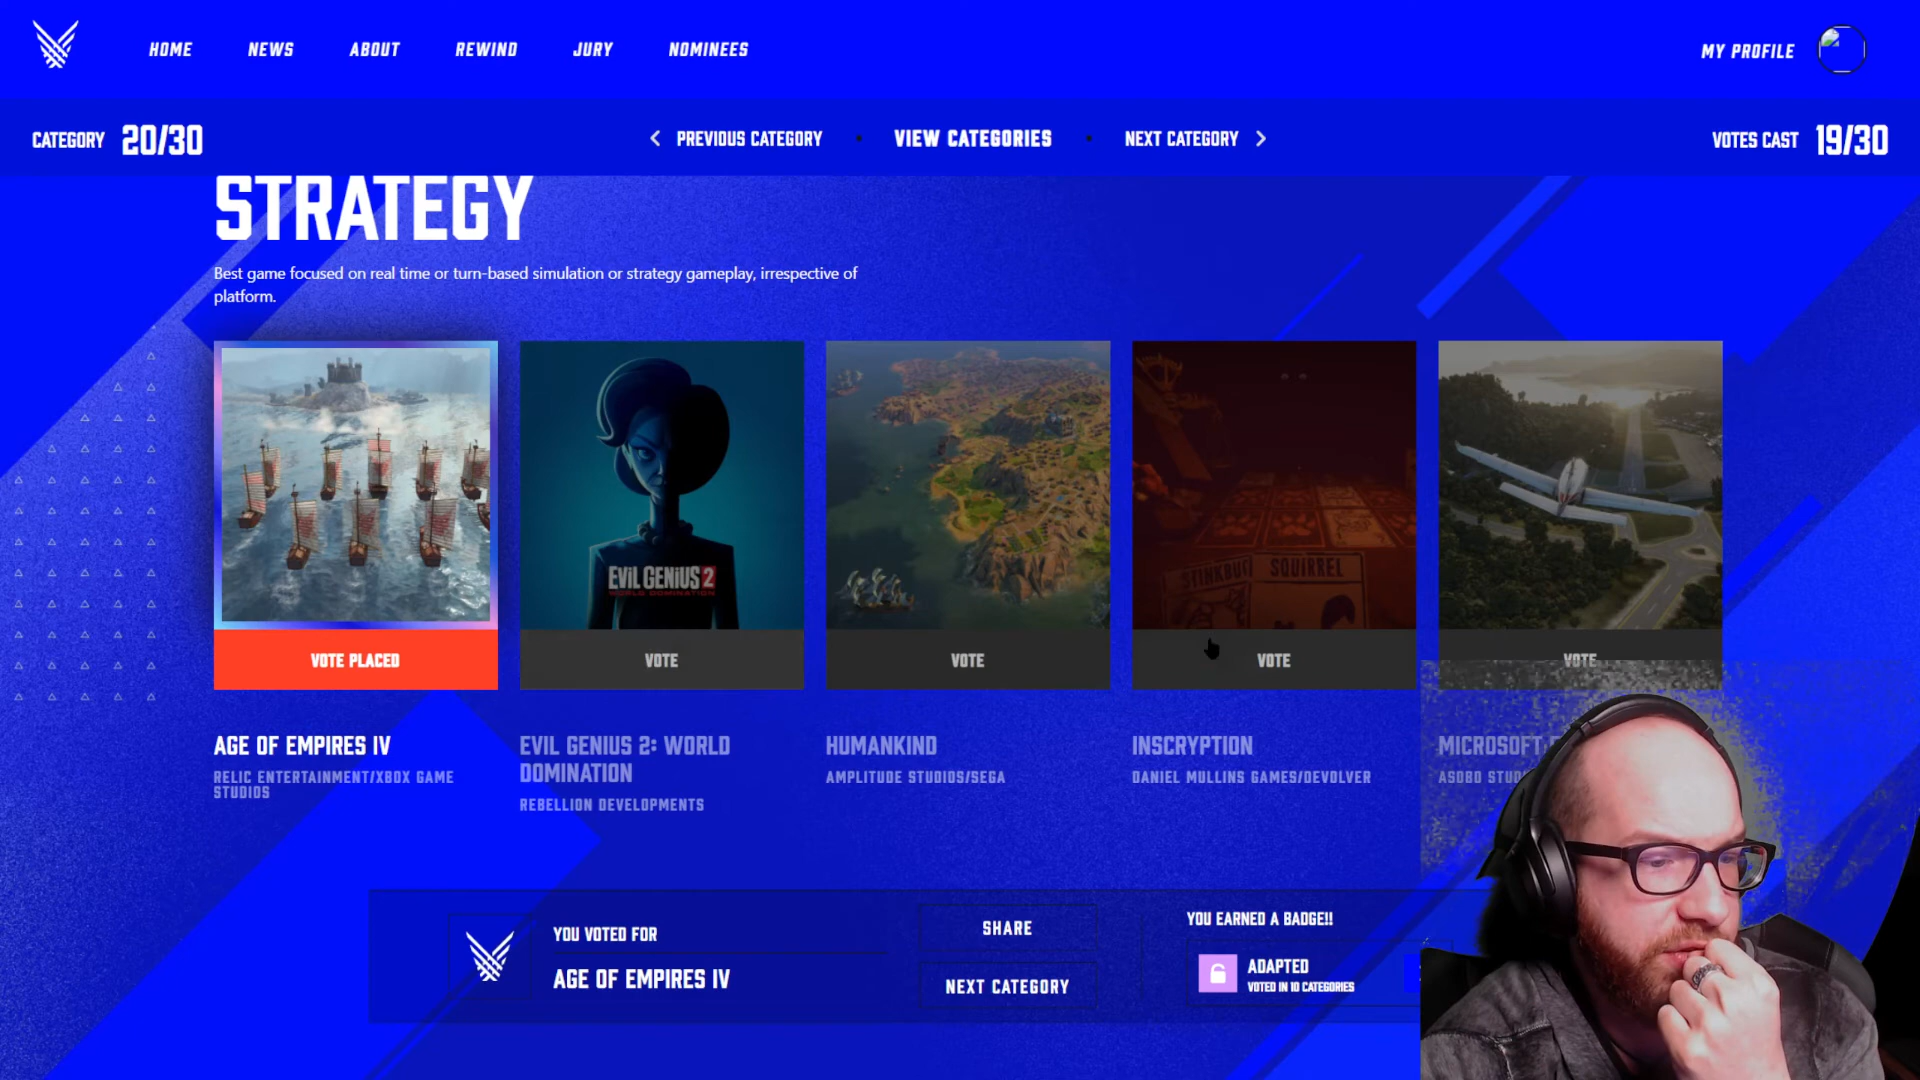 HOME NEWS ABOUT REWIND JURY NOMINEES MY PROFILE
CATEGORY 20/30 PREVIOUS CATEGORY VIEW CATEGORIES NEXT CATEGORY VOTES CAST 19/30
STRATEGY
Best game focused on real time or turn-based simulation or strategy gameplay, irrespective of
platform.
EVIL GENIUS 2
WORLD DOMINATION
STINKBUG SQUIRREL
VOTE PLACED VOTE VOTE VOTE VOTE
AGE OF EMPIRES IV
RELIC ENTERTAINMENT/XBOX GAME
STUDIOS
EVIL GENIUS 2: WORLD
DOMINATION
REBELLION DEVELOPMENTS
HUMANKIND
AMPLITUDE STUDIOS/SEGA
INSCRYPTION
DANIEL MULLINS GAMES/DEVOLVER
MICROSOFT
ASOBO
YOU VOTED FOR
AGE OF EMPIRES IV
SHARE
NEXT CATEGORY
YOU EARNED A BADGE!!
ADAPTED
VOTED IN 10 CATEGORIES